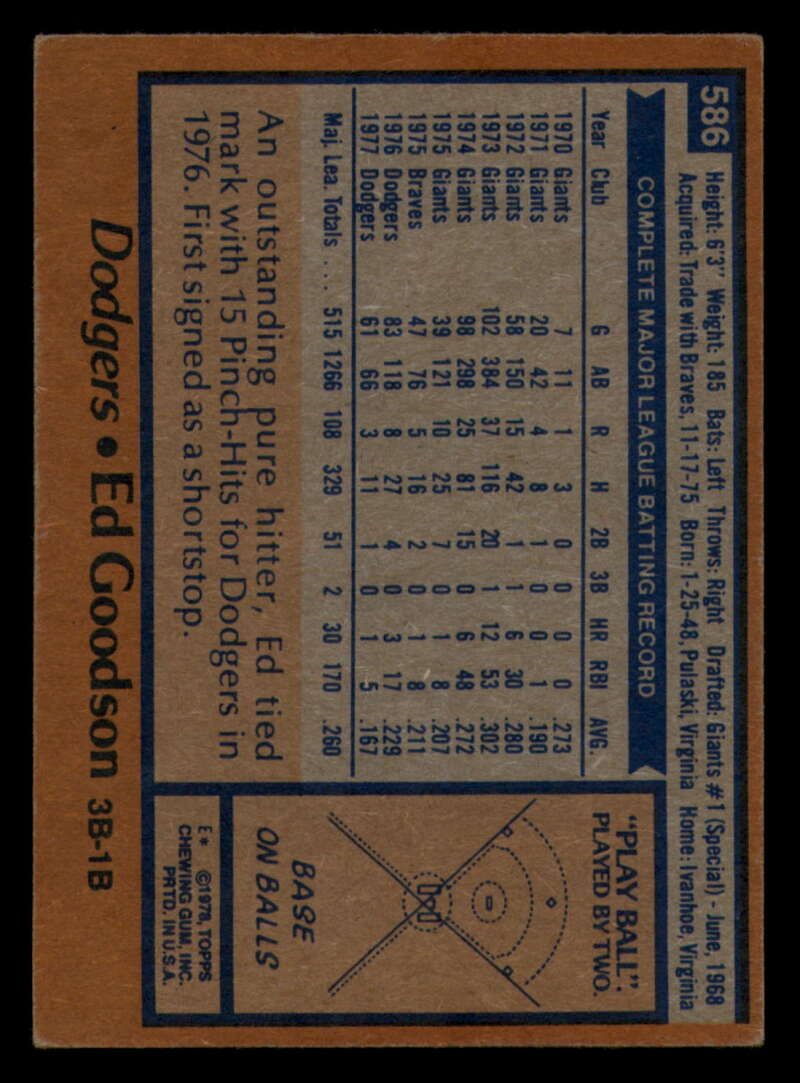 586
Height: 6'3" Weight: 185 Bats: Left Throws: Right Drafted: Giants #1 (Special) - June, 1968
Acquired: Trade with Braves, 11-17-75 Born: 1-25-48, Pulaski, Virginia Home: Ivanhoe, Virginia
COMPLETE MAJOR LEAGUE BATTING RECORD
Year Club G AB R H 2B 3B HR RBI AVG.
1970 Giants 7 11 1 3 0 0 0 0 .273
1971 Giants 20 42 4 8 1 0 0 1 .190
1972 Giants 58 150 15 42 1 1 6 30 .280
1973 Giants 102 384 37 116 20 1 12 53 .302
1974 Giants 98 298 25 81 15 0 6 48 .272
1975 Giants 39 121 10 25 7 0 1 8 .207
1975 Braves 47 76 5 16 2 0 1 8 .211
1976 Dodgers 83 118 8 27 4 0 3 17 .229
1977 Dodgers 61 66 3 11 1 0 1 5 .167
Maj. Lea. Totals .... 515 1266 108 329 51 2 30 170 .260
An outstanding pure hitter, Ed tied
mark with 15 Pinch-Hits for Dodgers in
1976. First signed as a shortstop.
"PLAY BALL":
PLAYED BY TWO.
BASE
ON BALLS
E* ©1978, TOPPS
CHEWING GUM, INC.
PRTD. IN U.S.A.
Dodgers • Ed Goodson 3B-1B